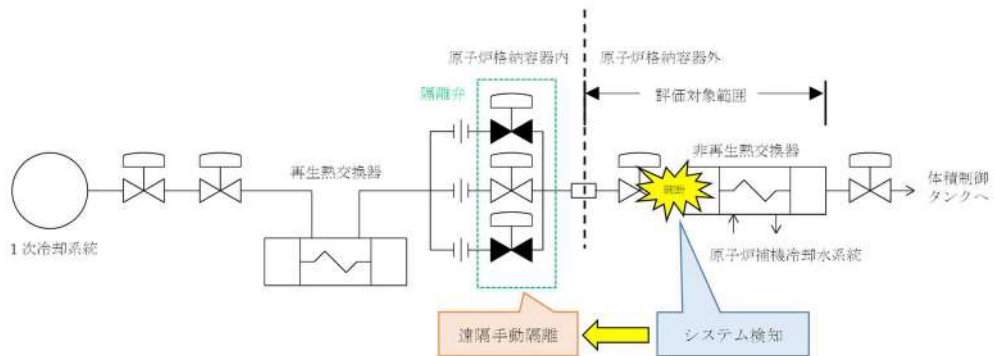 原子炉格納容器内
原子炉格納容器外
隔離弁
評価対象範囲
再生熱交換器
非再生熱交換器
破断
体積制御
タンクへ
1次冷却系統
原子炉補機冷却水系統
遠隔手動隔離
システム検知